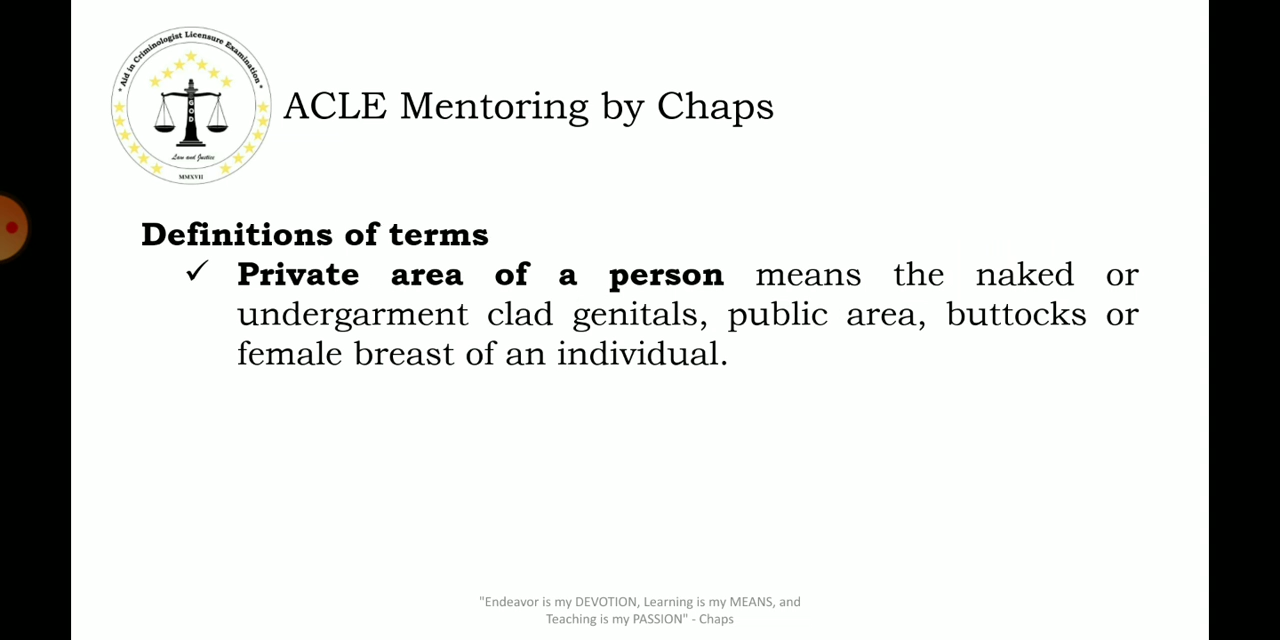 * Aid in Criminologist Licensure Examination *
GOD
Law and Justice
MMXVII
ACLE Mentoring by Chaps
Definitions of terms
✓ Private area of a person means the naked or
undergarment clad genitals, public area, buttocks or
female breast of an individual.
"Endeavor is my DEVOTION, Learning is my MEANS, and
Teaching is my PASSION" - Chaps